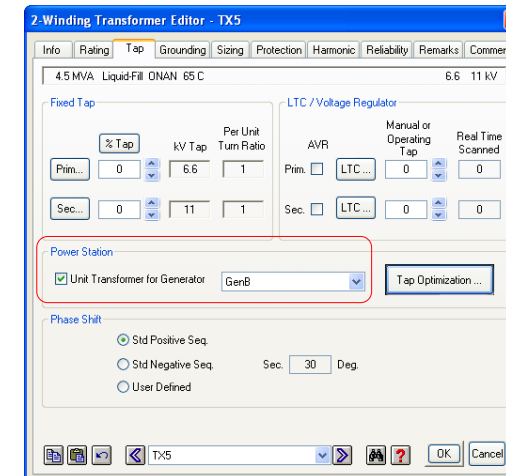 2-Winding Transformer Editor - TX5
Info Rating Tap Grounding Sizing Protection Harmonic Reliability Remarks Commer
4.5 MVA Liquid-Fill ONAN 65 C 6.6 11 kV
Fixed Tap
% Tap kV Tap Per Unit Turn Ratio
Prim... 0 6.6 1
Sec... 0 11 1
LTC / Voltage Regulator
AVR Manual or Operating Tap Real Time Scanned
Prim. LTC ... 0 0
Sec. LTC ... 0 0
Power Station
Unit Transformer for Generator GenB
Tap Optimization ...
Phase Shift
Std Positive Seq.
Std Negative Seq. Sec. 30 Deg.
User Defined
TX5 ? OK Cancel